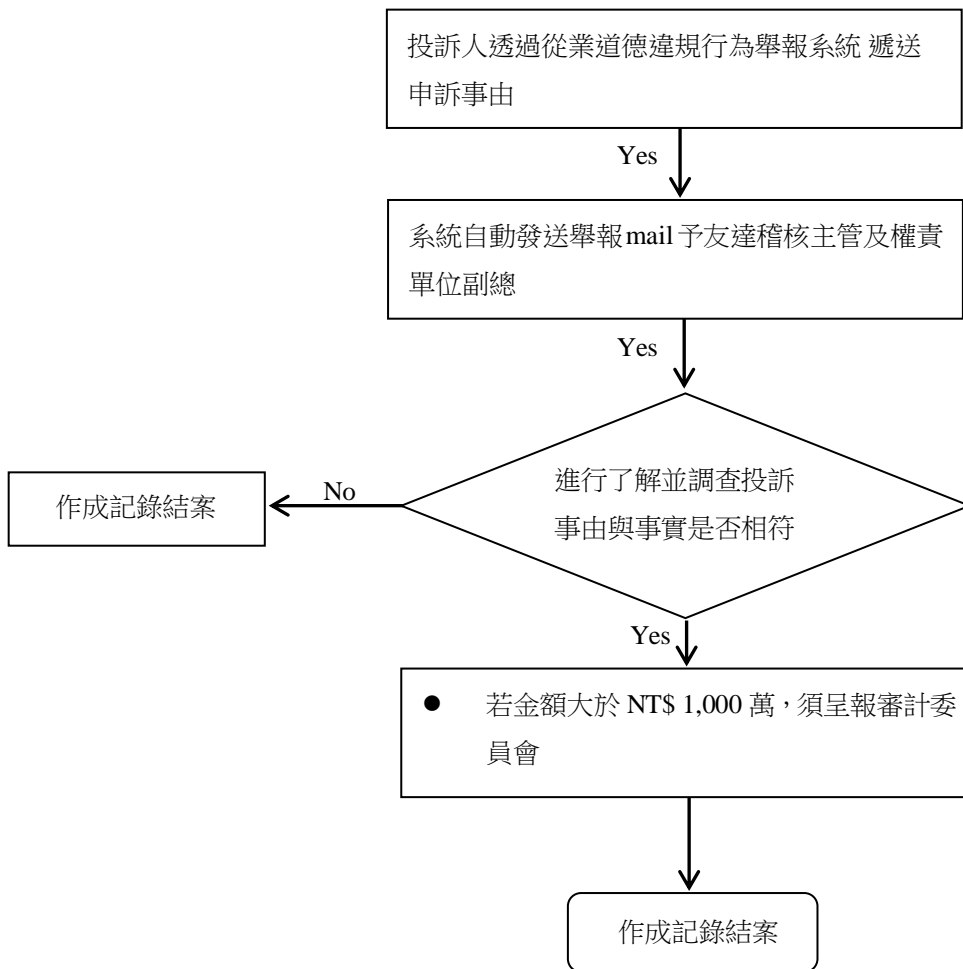 投訴人透過從業道德違規行為舉報系統 遞送
申訴事由
Yes
系統自動發送舉報 mail 予友達稽核主管及權責
單位副總
Yes
進行了解並調查投訴
事由與事實是否相符
No
作成記錄結案
Yes
● 若金額大於 NT$ 1,000 萬，須呈報審計委
員會
作成記錄結案